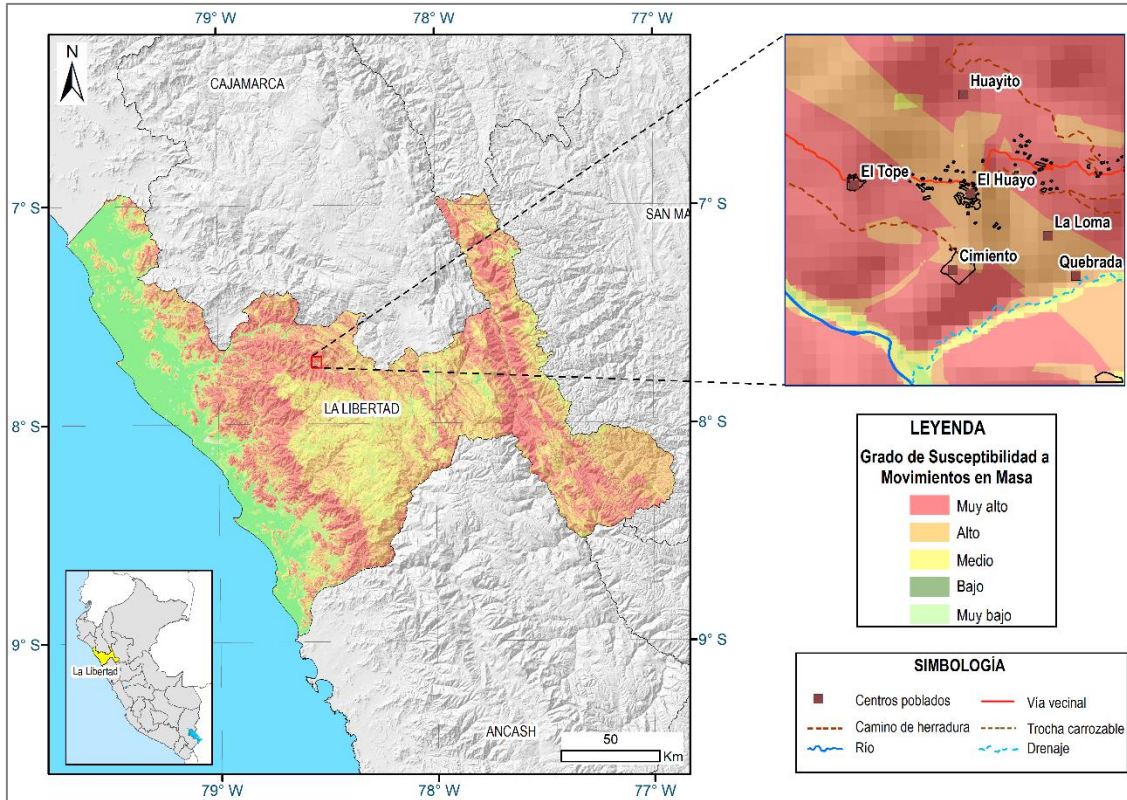 79° W
78° W
77° W
N
CAJAMARCA
7° S
7° S
SAN MA
LA LIBERTAD
8° S
8° S
9° S
9° S
ANCASH
50
Km
La Libertad
79° W
78° W
77° W
Huayito
El Tope
El Huayo
La Loma
Cimiento
Quebrada
LEYENDA
Grado de Susceptibilidad a
Movimientos en Masa
Muy alto
Alto
Medio
Bajo
Muy bajo
SIMBOLOGÍA
Centros poblados
Vía vecinal
Camino de herradura
Trocha carrozable
Río
Drenaje